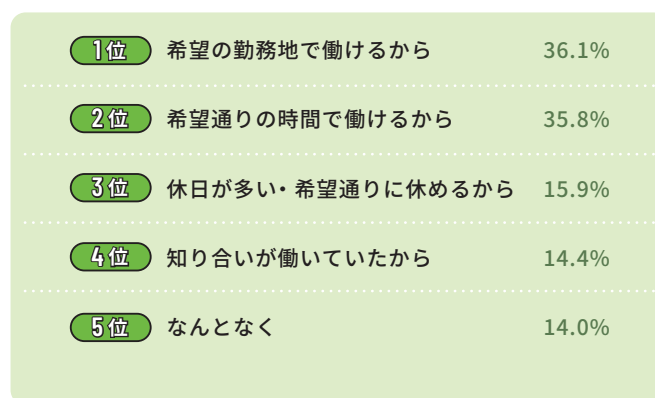 1位 希望の勤務地で働けるから 36.1%
2位 希望通りの時間で働けるから 35.8%
3位 休日が多い・希望通りに休めるから 15.9%
4位 知り合いが働いていたから 14.4%
5位 なんとなく 14.0%